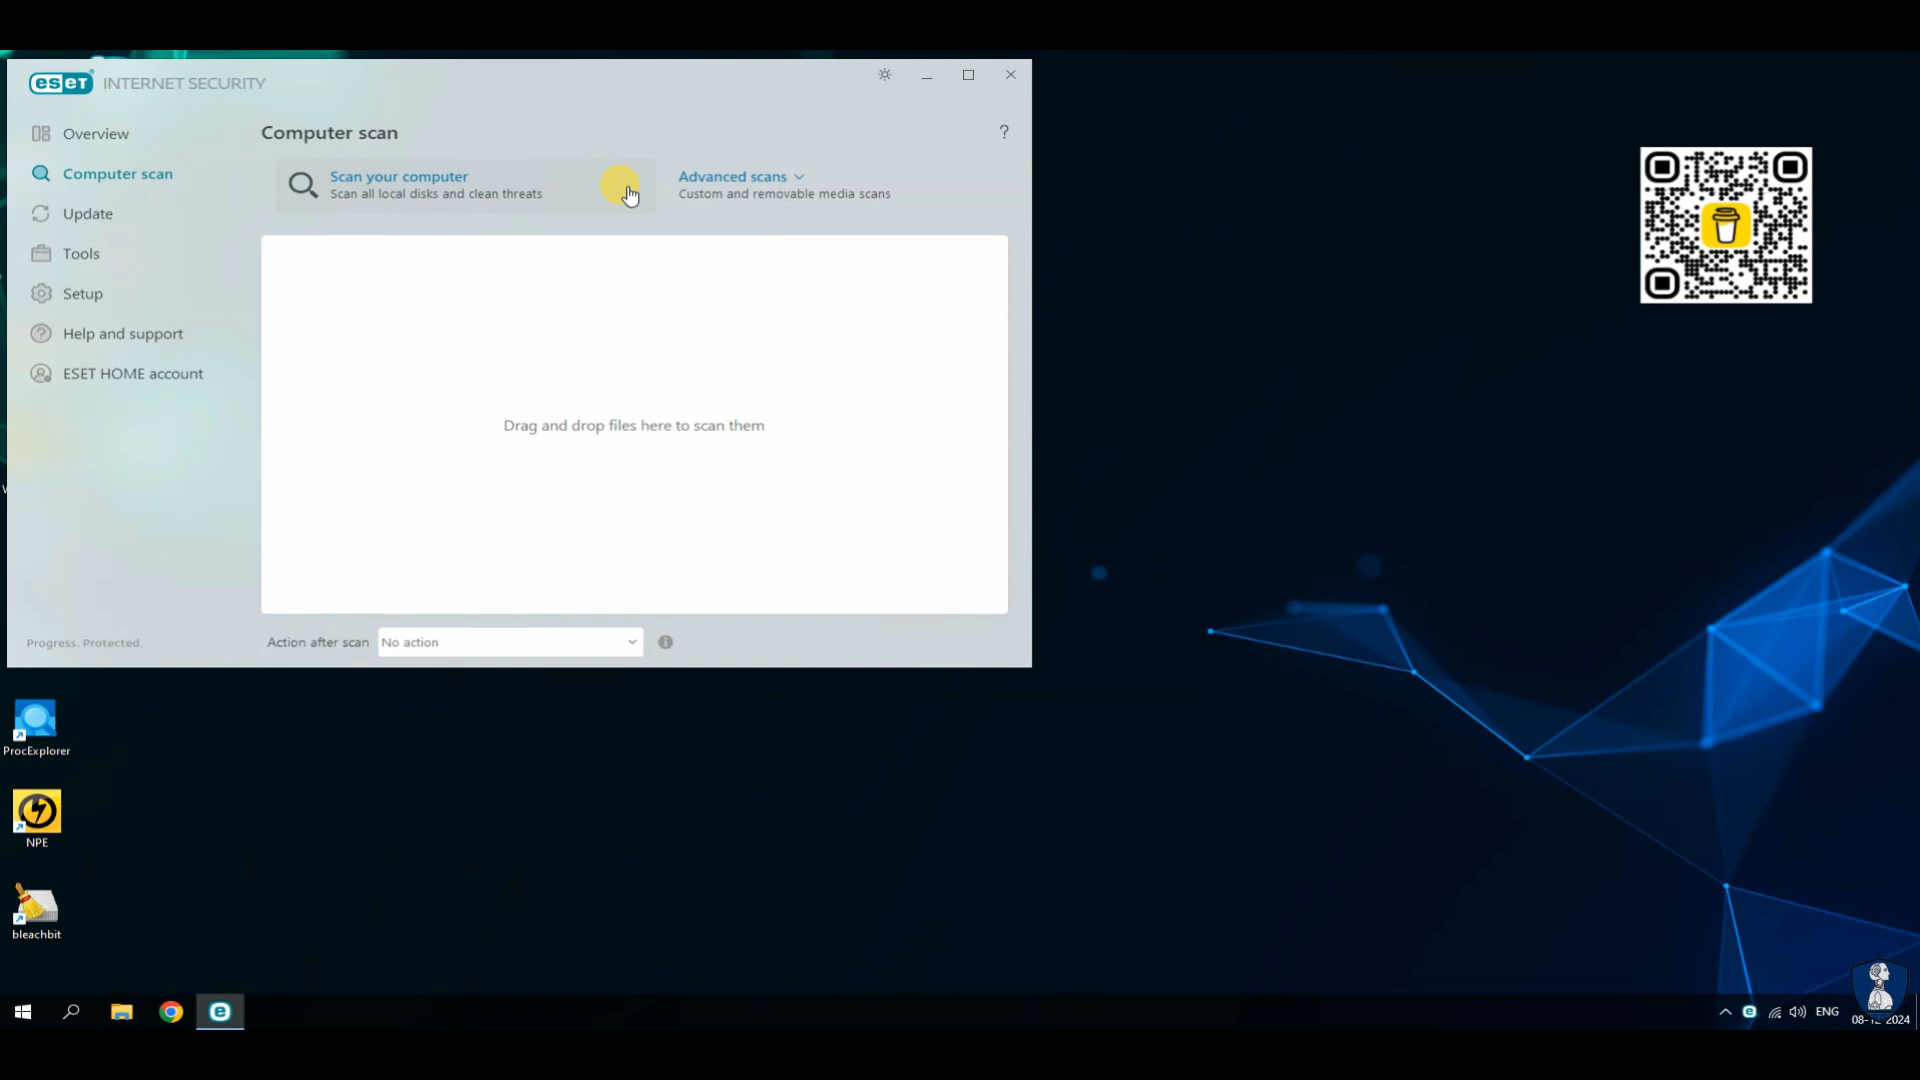 eset INTERNET SECURITY
Overview
Computer scan
Update
Tools
Setup
Help and support
ESET HOME account
Progress. Protected.
Computer scan
?
Scan your computer
Scan all local disks and clean threats
Advanced scans
Custom and removable media scans
Drag and drop files here to scan them
Action after scan No action
ProcExplorer
NPE
bleachbit
ENG